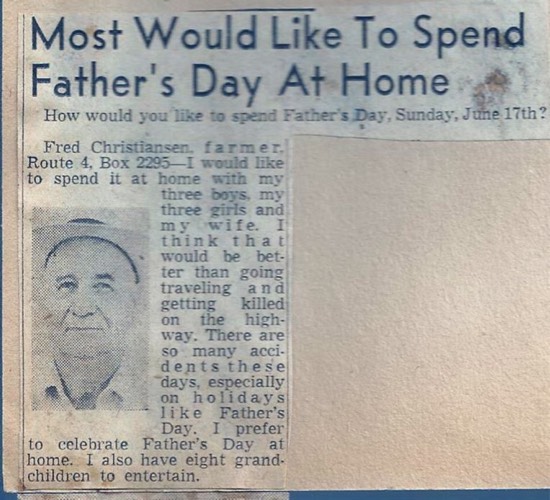 Most Would Like To Spend
Father's Day At Home
How would you like to spend Father's Day, Sunday, June 17th?
Fred Christiansen, farmer,
Route 4, Box 2295—I would like
to spend it at home with my
three boys, my
three girls and
my wife. I
think that
would be bet-
ter than going
traveling and
getting killed
on the high-
way. There are
so many acci-
dents these
days, especially
on holidays
like Father's
Day. I prefer
to celebrate Father's Day at
home. I also have eight grand-
children to entertain.